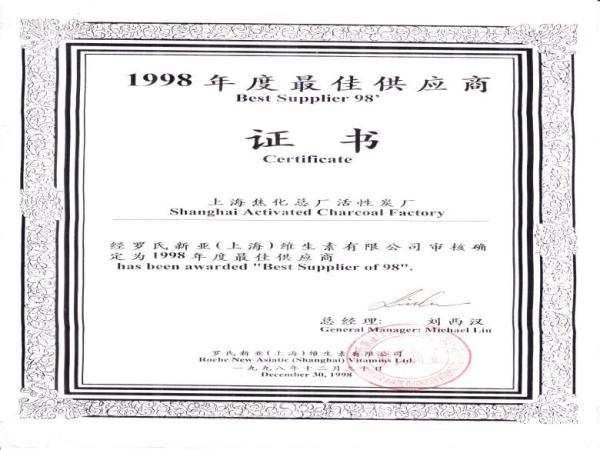 1998年度最佳供应商
Best Supplier 98'
证书
Certificate
上海焦化总厂活性炭厂
Shanghai Activated Charcoal Factory
经罗氏新亚(上海)维生素有限公司审核确
定为1998年度最佳供应商
has been awarded "Best Supplier of 98".
总经理: 刘西汉
General Manager: Michael Liu
罗氏新亚(上海)维生素有限公司
Roche New Asiatic (Shanghai) Vitamins Ltd.
一九九八年十二月三十日
December 30, 1998